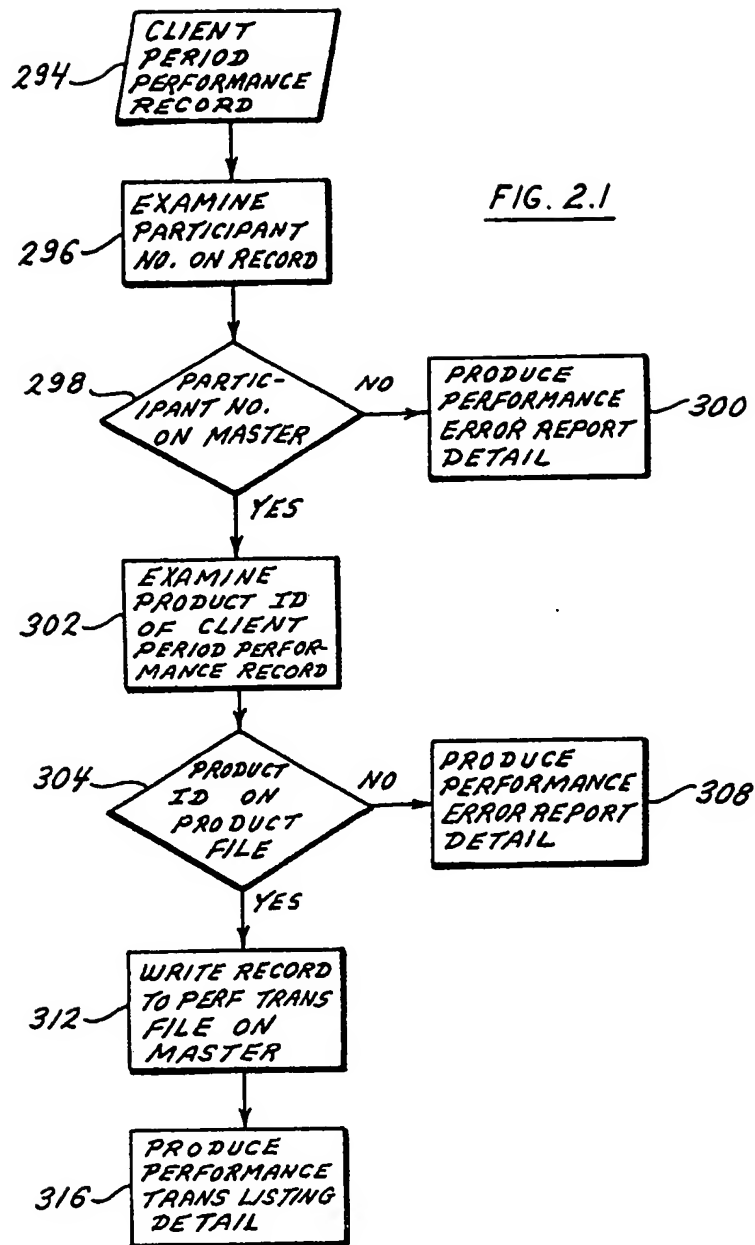 CLIENT
PERIOD
PERFORMANCE
RECORD
294
FIG. 2.1
EXAMINE
PARTICIPANT
NO. ON RECORD
296
PARTIC-
IPANT NO.
ON MASTER
298
NO
PRODUCE
PERFORMANCE
ERROR REPORT
DETAIL
300
YES
EXAMINE
PRODUCT ID
OF CLIENT
PERIOD PERFOR-
MANCE RECORD
302
PRODUCT
ID ON
PRODUCT
FILE
304
NO
PRODUCE
PERFORMANCE
ERROR REPORT
DETAIL
308
YES
WRITE RECORD
TO PERF TRANS
FILE ON
MASTER
312
PRODUCE
PERFORMANCE
TRANS LISTING
DETAIL
316